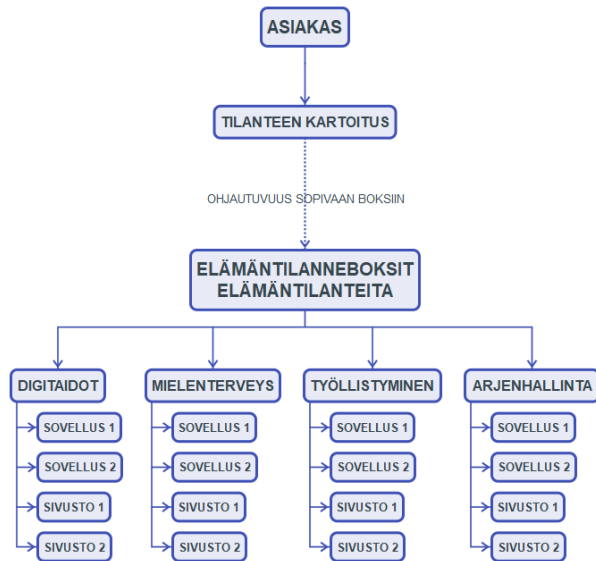 ASIAKAS
TILANTEEN KARTOITUS
OHJAUTUVUUS SOPIVAAN BOKSIIN
ELÄMÄNTILANNEBOKSIT
ELÄMÄNTILANTEITA
DIGITAIDOT
SOVELLUS 1
SOVELLUS 2
SIVUSTO 1
SIVUSTO 2
MIELENTERVEYS
SOVELLUS 1
SOVELLUS 2
SIVUSTO 1
SIVUSTO 2
TYÖLLISTYMINEN
SOVELLUS 1
SOVELLUS 2
SIVUSTO 1
SIVUSTO 2
ARJENHALLINTA
SOVELLUS 1
SOVELLUS 2
SIVUSTO 1
SIVUSTO 2